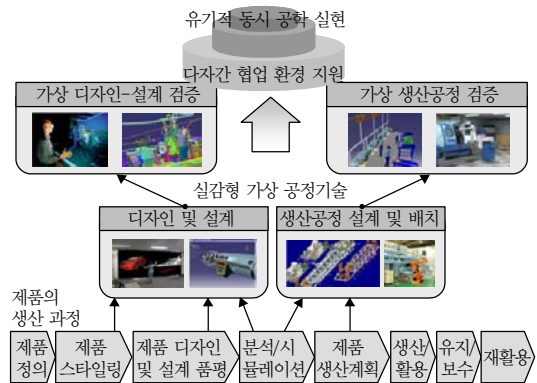 유기적 동시 공학 실현
다자간 협업 환경 지원
가상 디자인-설계 검증
가상 생산공정 검증
실감형 가상 공정기술
디자인 및 설계
생산공정 설계 및 배치
제품의
생산 과정
제품
정의
제품
스타일링
제품 디자인
및 설계 품평
분석/시
뮬레이션
제품
생산계획
생산/
활용
유지/
보수
재활용